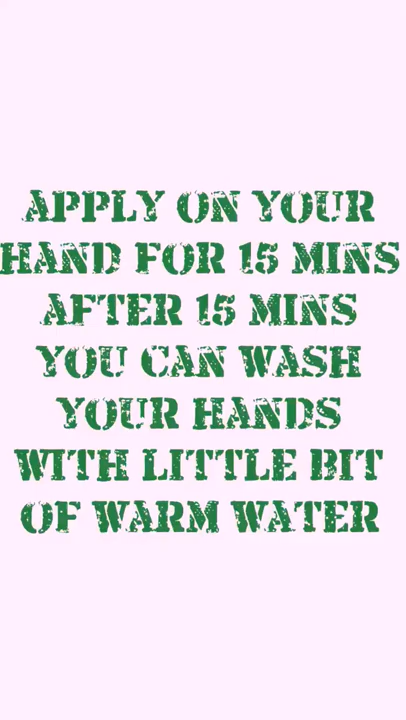 APPLY ON YOUR
HAND FOR 15 MINS
AFTER 15 MINS
YOU CAN WASH
YOUR HANDS
WITH LITTLE BIT
OF WARM WATER